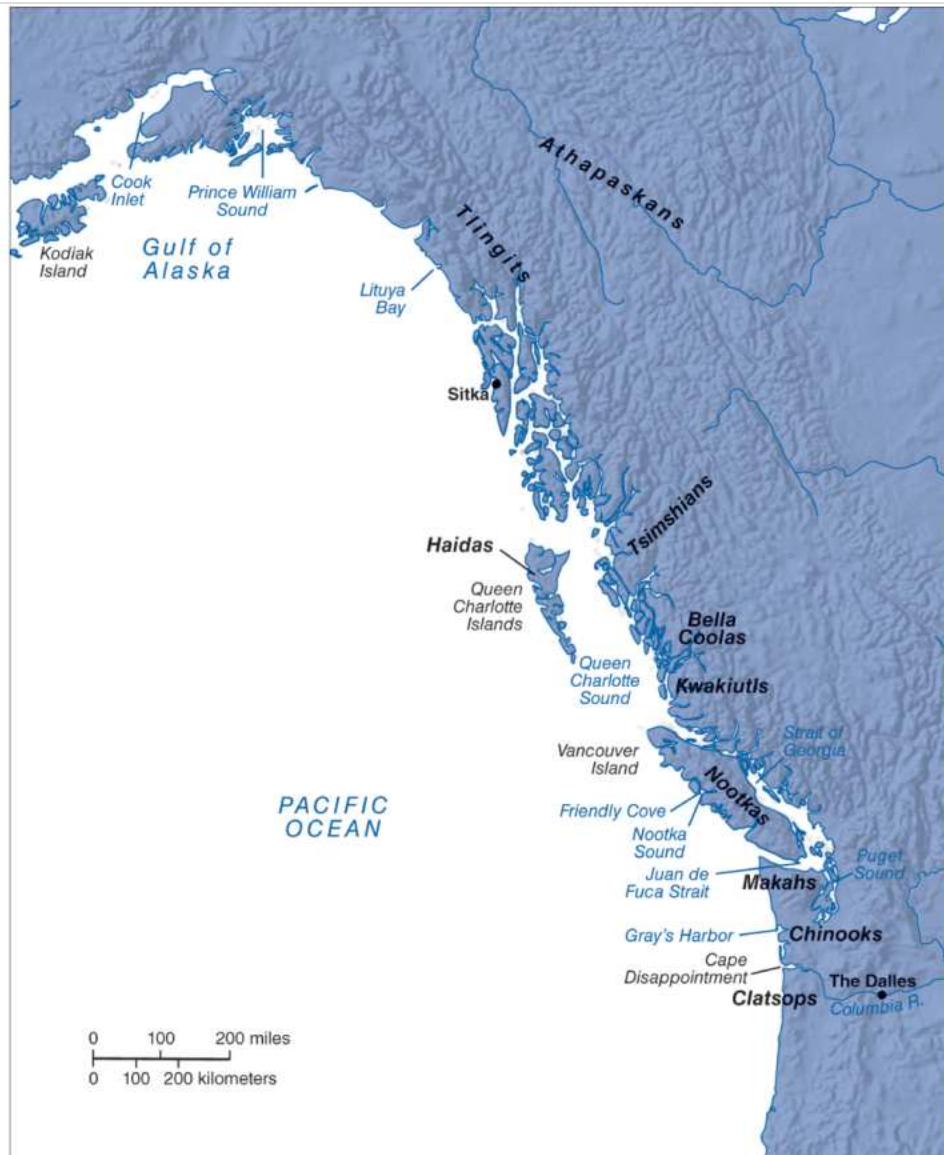 Athapaskans
Cook
Inlet
Prince William
Sound
Tlingits
Kodiak
Island
Gulf of
Alaska
Lituya
Bay
Sitka
Tsimshians
Haidas
Queen
Charlotte
Islands
Bella
Coolas
Queen
Charlotte
Sound
Kwakiutls
Strait of
Georgia
Vancouver
Island
Nootkas
PACIFIC
OCEAN
Friendly Cove
Nootka
Sound
Juan de
Fuca Strait
Puget
Sound
Makahs
Gray's Harbor
Chinooks
Cape
Disappointment
The Dalles
Clatsops
Columbia R.
0 100 200 miles
0 100 200 kilometers